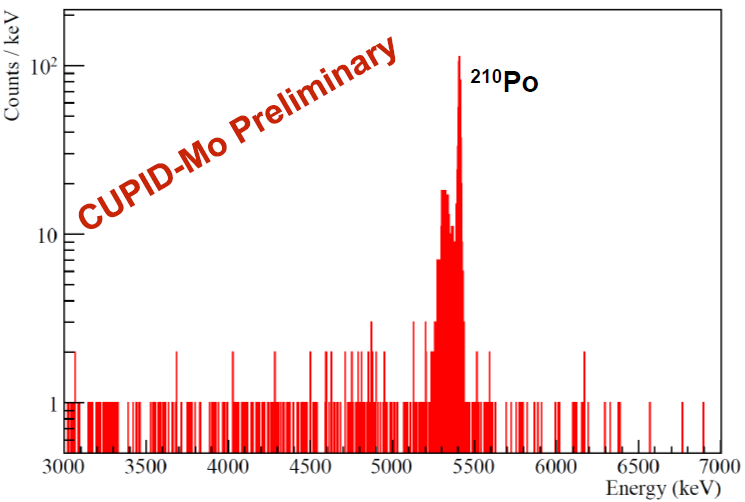 Counts / keV
10²
10
1
CUPID-Mo Preliminary
²¹⁰Po
3000 3500 4000 4500 5000 5500 6000 6500 7000
Energy (keV)